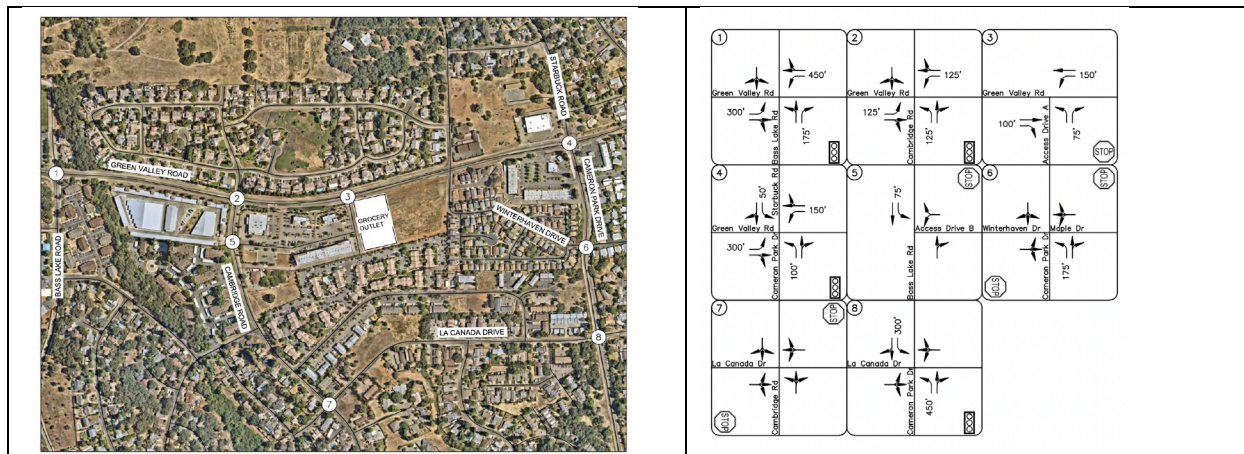 STARBUCK ROAD
1
GREEN VALLEY ROAD
2
3
4
CAMERON PARK DRIVE
GROCERY
OUTLET
WINTERHAVEN DRIVE
5
6
BASS LAKE ROAD
CAMBRIDGE ROAD
LA CANADA DRIVE
8
7
1
450'
Green Valley Rd
300'
175'
Bass Lake Rd
2
125'
Green Valley Rd
125'
125'
Cambridge Rd
3
150'
Green Valley Rd
100'
75'
Access Drive A
STOP
4
50'
Starbuck Rd
150'
Green Valley Rd
300'
100'
Cameron Park Dr
5
STOP
75'
Access Drive B
Bass Lake Rd
6
STOP
Winterhaven Dr
Maple Dr
175'
Cameron Park Dr
STOP
7
STOP
La Canada Dr
Cambridge Rd
STOP
8
300'
La Canada Dr
450'
Cameron Park Dr